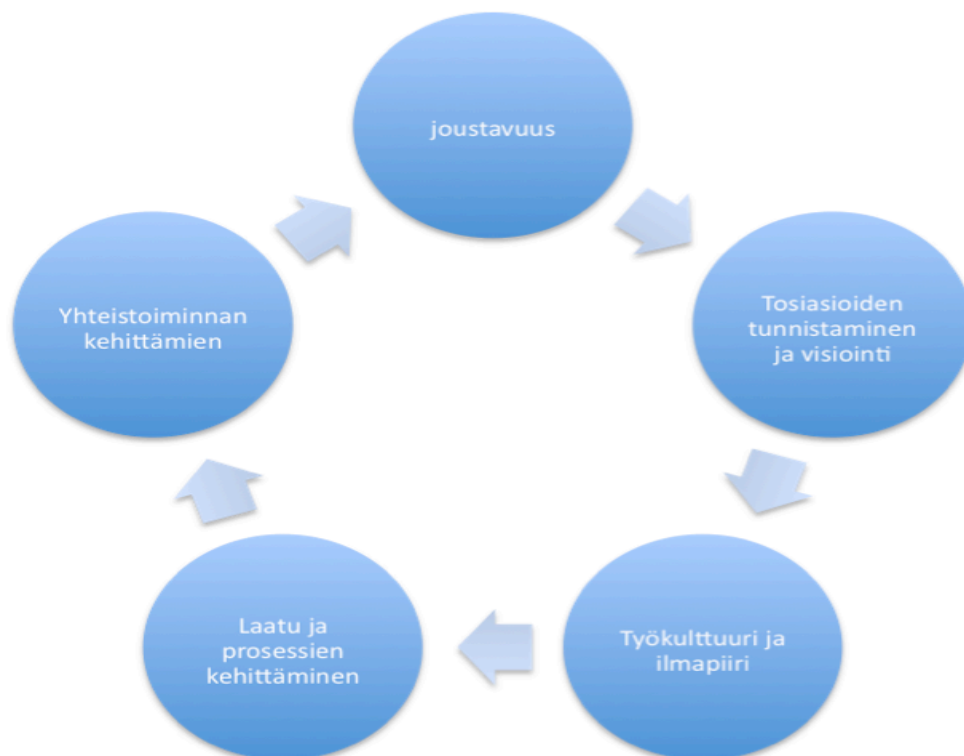 joustavuus
Tosiasioiden
tunnistaminen
ja visiointi
Työkulttuuri ja
ilmapiiri
Laatu ja
prosessien
kehittäminen
Yhteistoiminnan
kehittämien